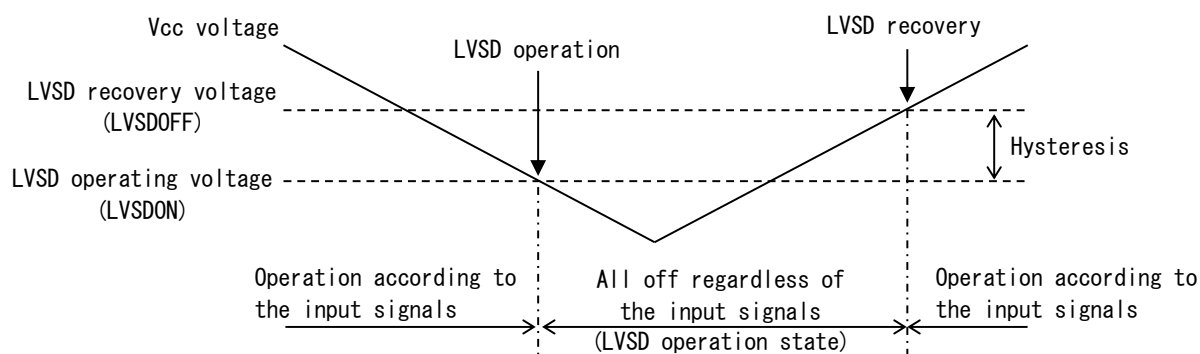 Vcc voltage
LVSD operation
LVSD recovery
LVSD recovery voltage
(LVSDOFF)
Hysteresis
LVSD operating voltage
(LVSDON)
Operation according to
the input signals
All off regardless of
the input signals
(LVSD operation state)
Operation according to
the input signals